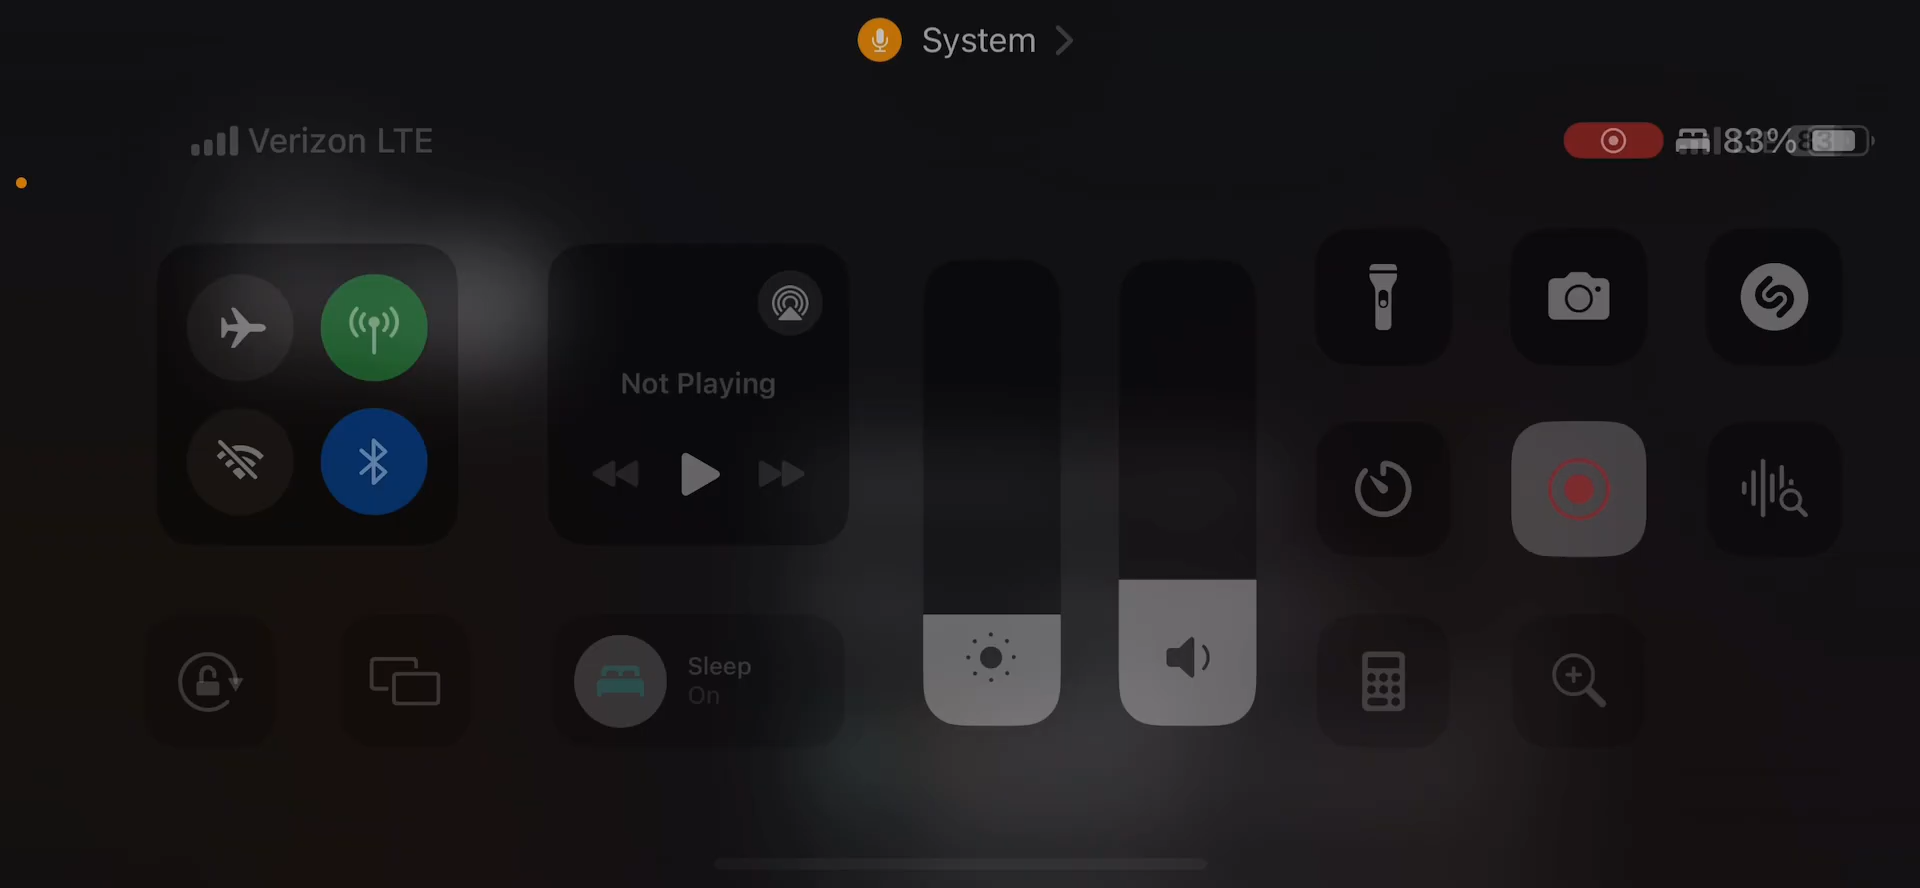 System
Verizon LTE
83%
Not Playing
Sleep
On